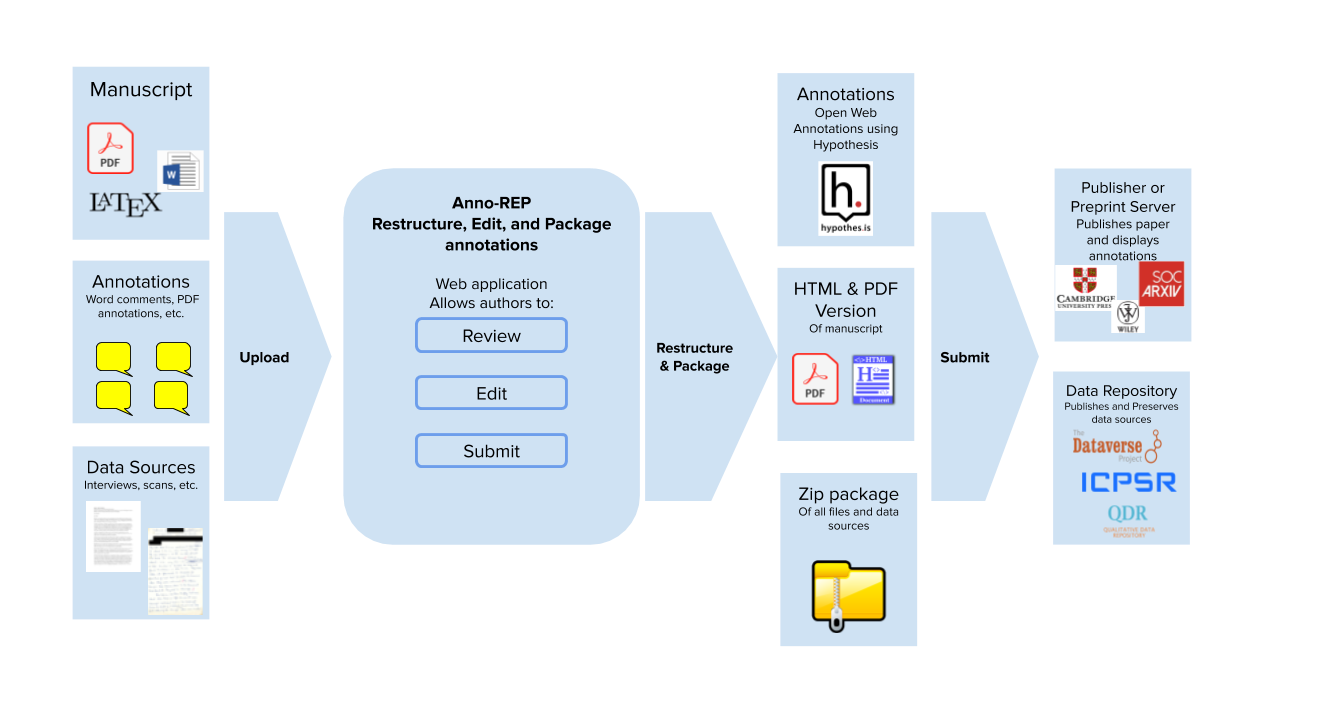 Manuscript
PDF
W
LATEX
Annotations
Word comments, PDF
annotations, etc.
Data Sources
Interviews, scans, etc.
Upload
Anno-REP
Restructure, Edit, and Package
annotations
Web application
Allows authors to:
Review
Edit
Submit
Restructure
& Package
Annotations
Open Web
Annotations using
Hypothesis
h.
hypothes.is
HTML & PDF
Version
Of manuscript
PDF
<\> HTML
H
Document
Zip package
Of all files and data
sources
Submit
Publisher or
Preprint Server
Publishes paper
and displays
annotations
CAMBRIDGE
UNIVERSITY PRES
SOC
ARXIV
WILEY
Data Repository
Publishes and Preserves
data sources
The
Dataverse
Project
ICPSR
QDR
QUALITATIVE DATA
REPOSITORY